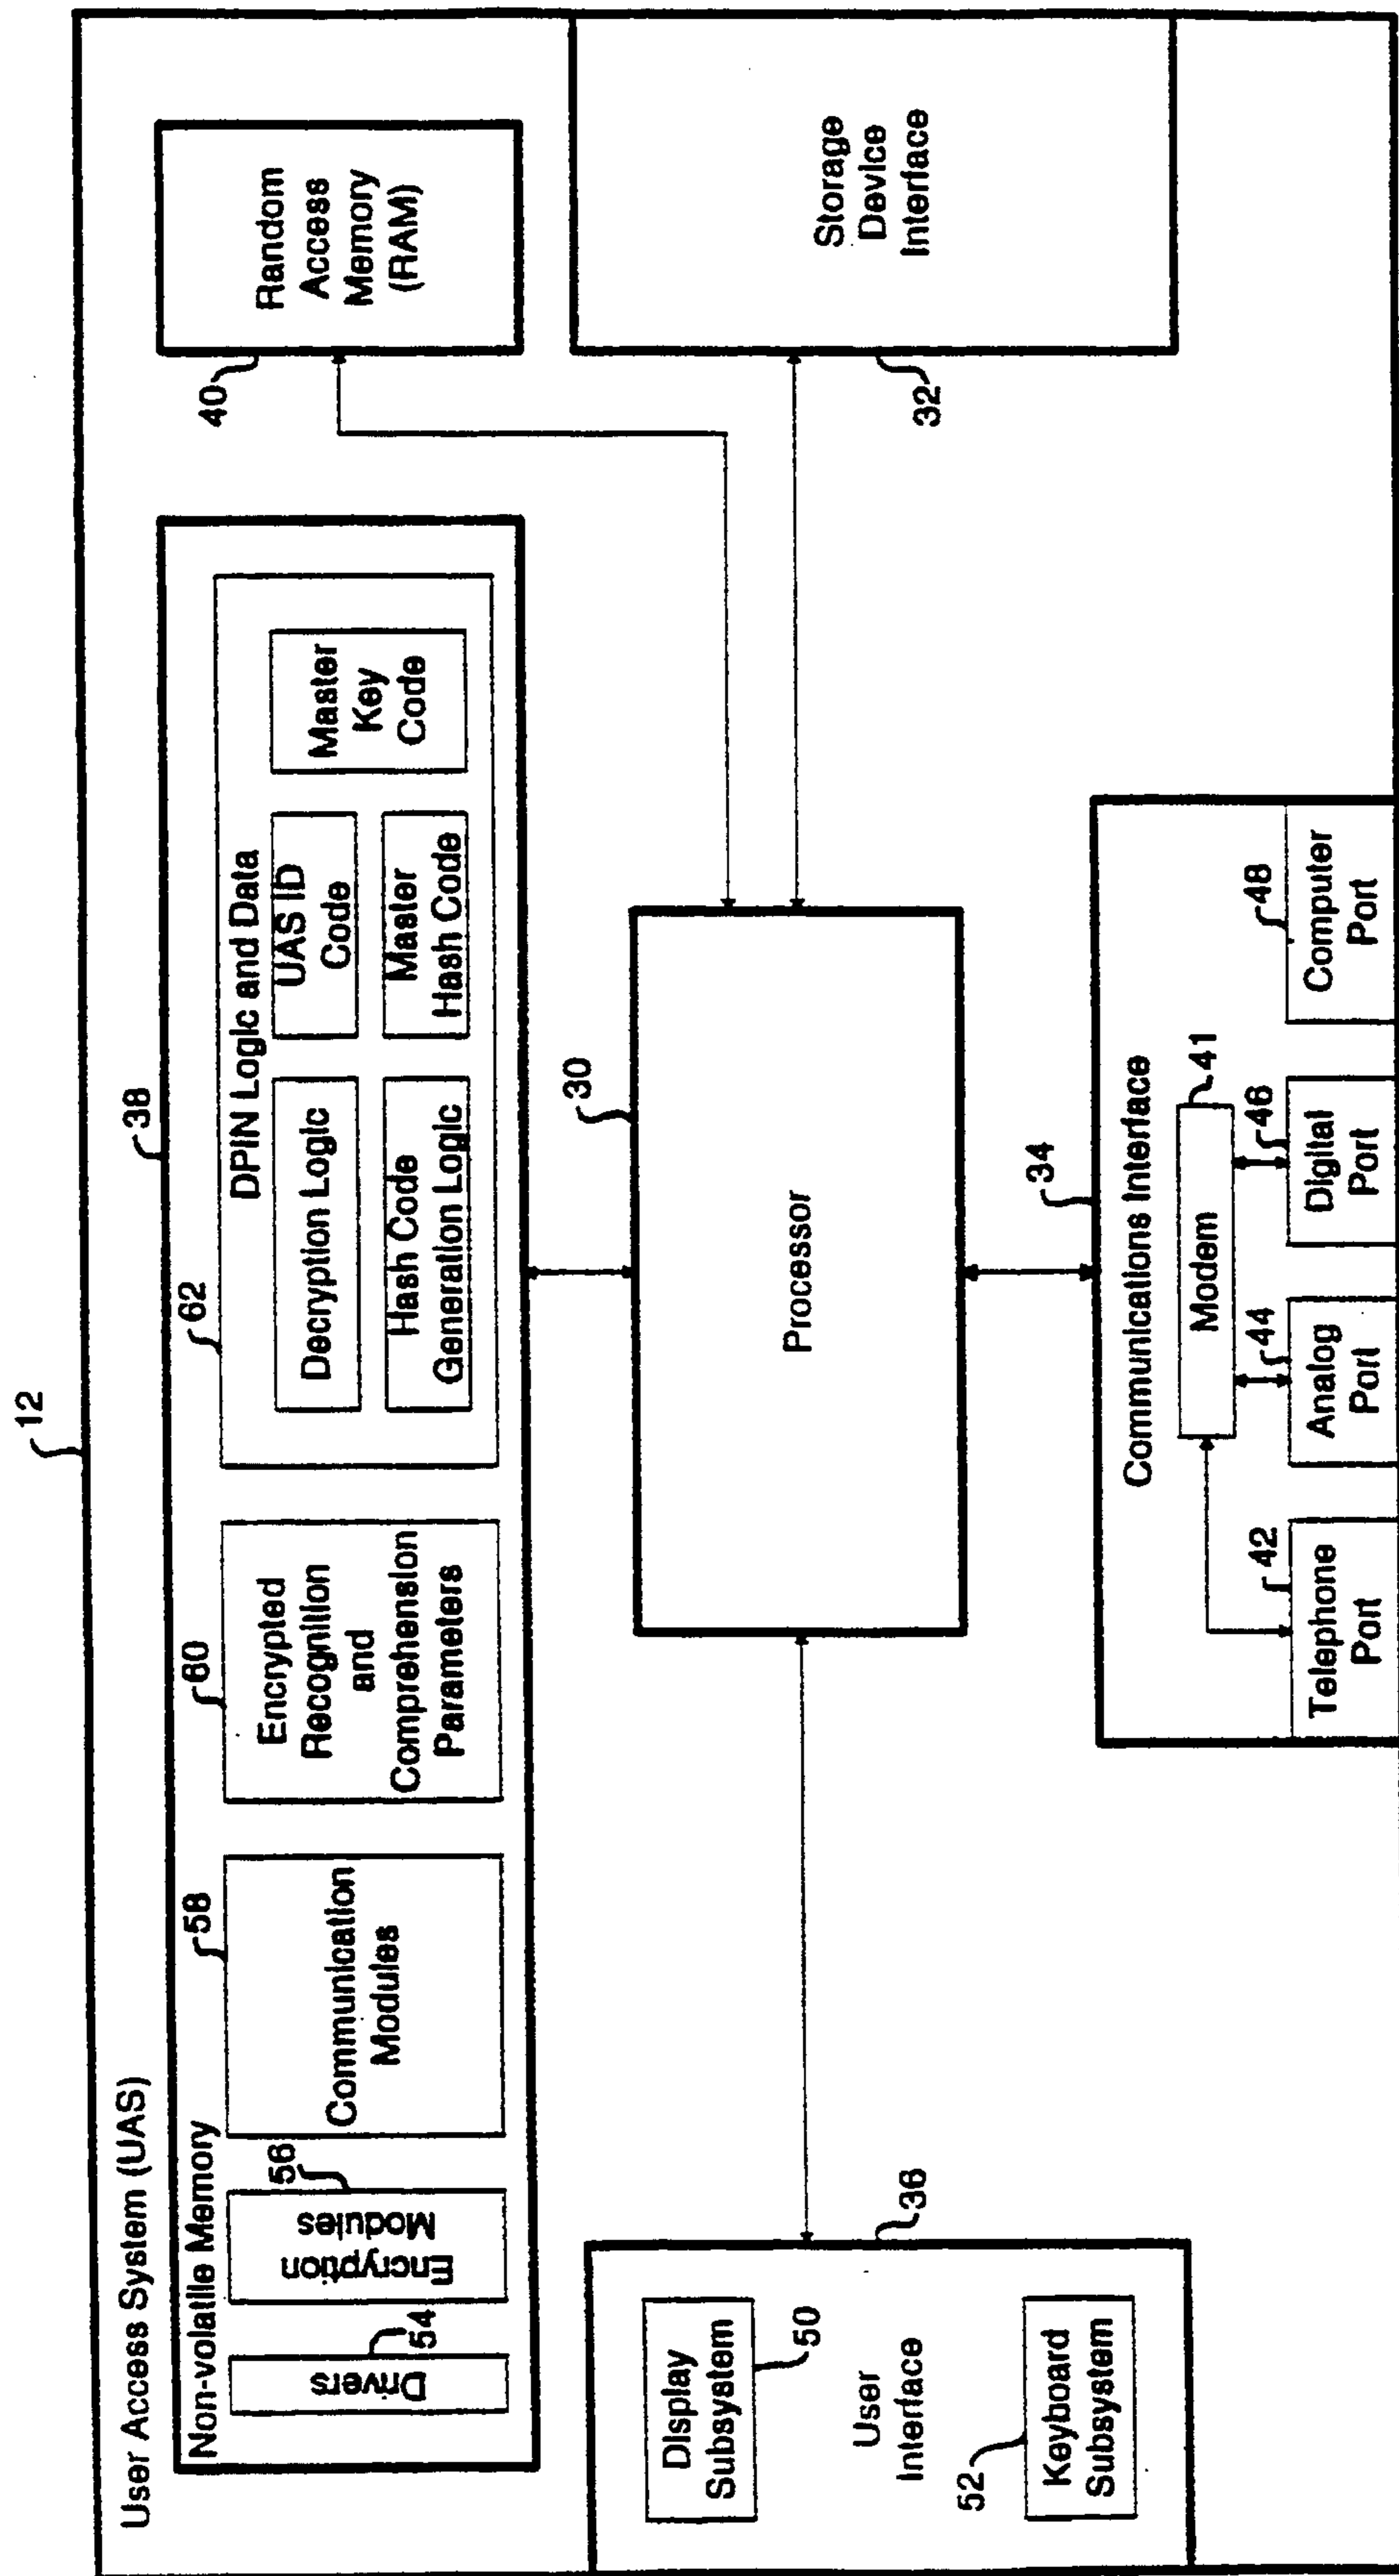 12
User Access System (UAS)
38
Non-volatile Memory
54
Drivers
56
Encryption
Modules
58
Communication
Modules
60
Encrypted
Recognition
and
Comprehension
Parameters
62
DPIN Logic and Data
Decryption Logic
Hash Code
Generation Logic
UAS ID
Code
Master
Hash Code
Master
Key
Code
40
Random
Access
Memory
(RAM)
30
Processor
32
Storage
Device
Interface
36
Display
Subsystem
50
User
Interface
52
Keyboard
Subsystem
34
Communications Interface
Modem
41
42
Telephone
Port
44
Analog
Port
46
Digital
Port
48
Computer
Port